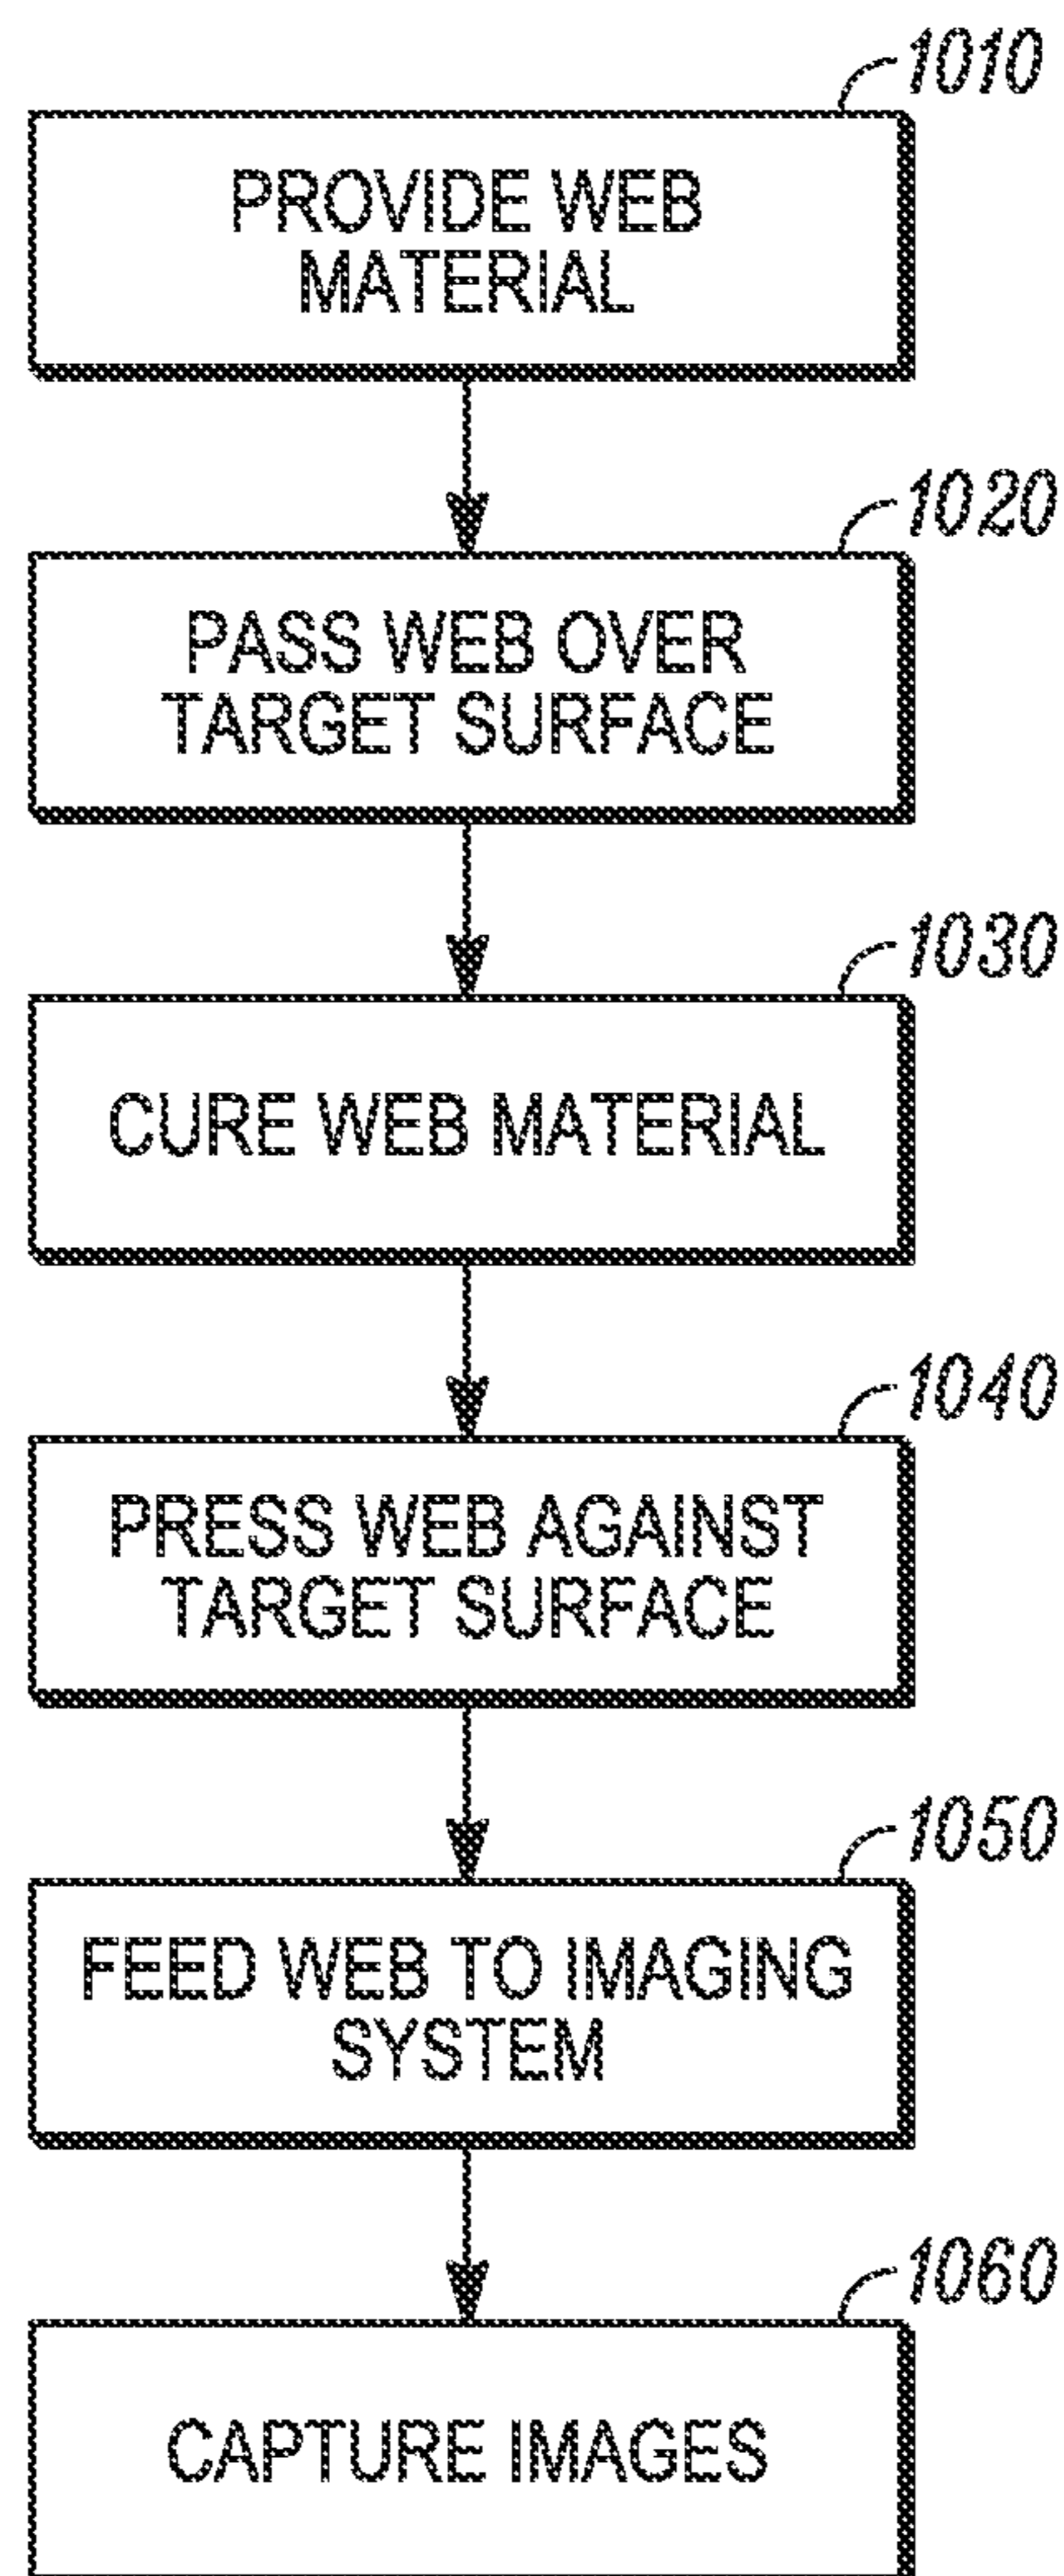 1010
PROVIDE WEB
MATERIAL
1020
PASS WEB OVER
TARGET SURFACE
1030
CURE WEB MATERIAL
1040
PRESS WEB AGAINST
TARGET SURFACE
1050
FEED WEB TO IMAGING
SYSTEM
1060
CAPTURE IMAGES